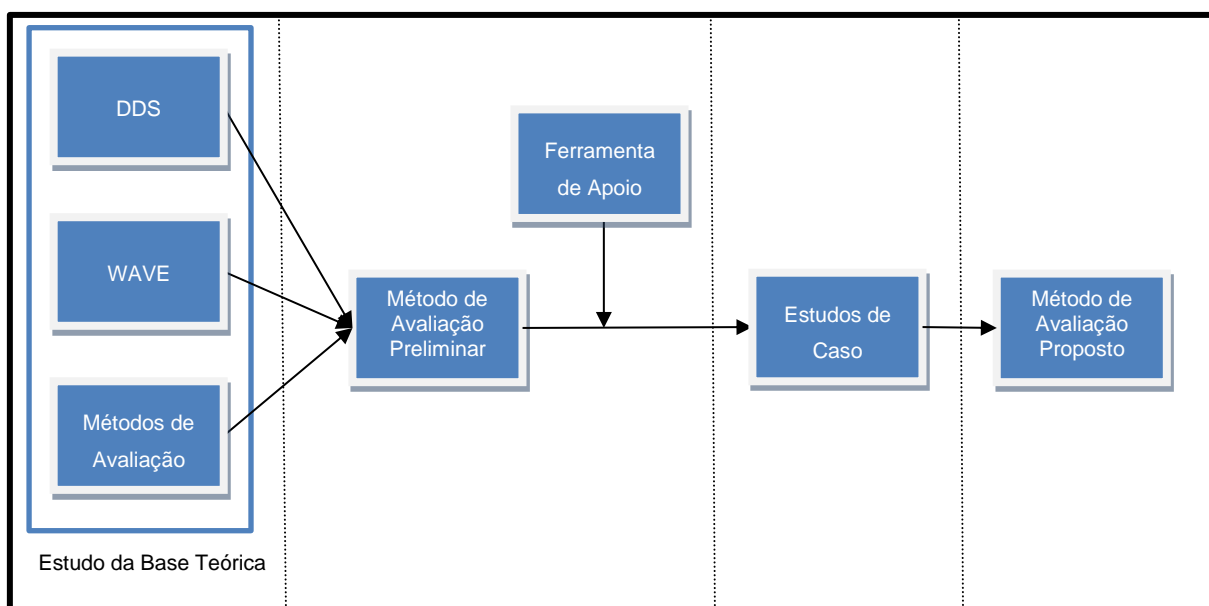 DDS
WAVE
Métodos de
Avaliação
Estudo da Base Teórica
Método de
Avaliação
Preliminar
Ferramenta
de Apoio
Estudos de
Caso
Método de
Avaliação
Proposto